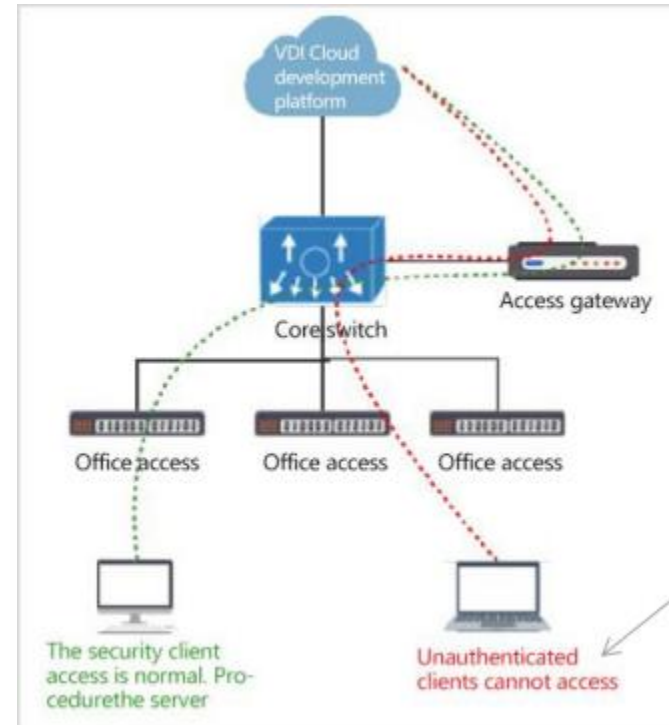 VDI Cloud
development
platform
Access gateway
Core switch
Office access
Office access
Office access
The security client
access is normal. Pro-
cedurethe server
Unauthenticated
clients cannot access